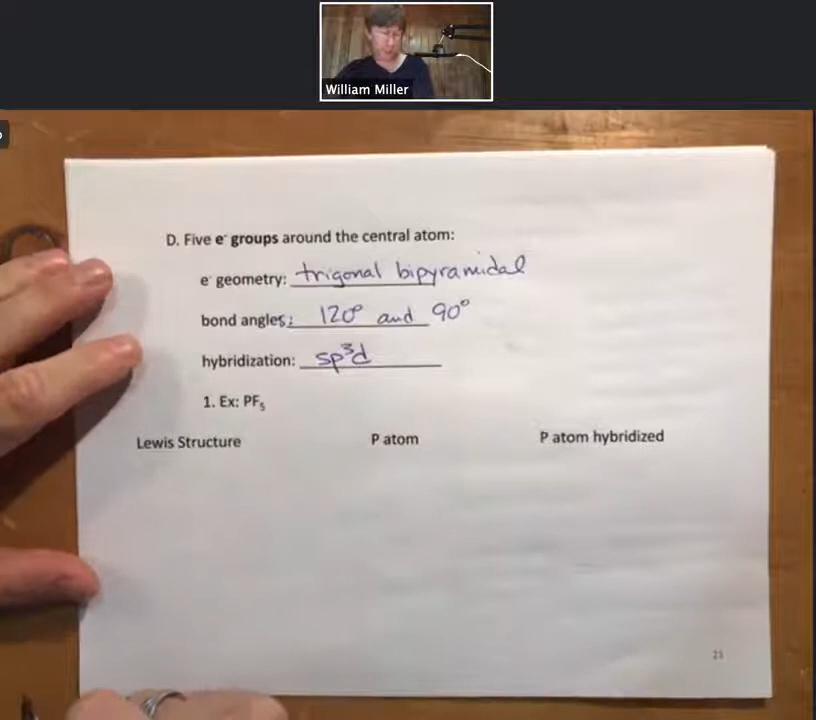 William Miller
D. Five e⁻ groups around the central atom:
e⁻ geometry: trigonal bipyramidal
bond angles: 120° and 90°
hybridization: sp³d
1. Ex: PF₅
Lewis Structure P atom P atom hybridized
21